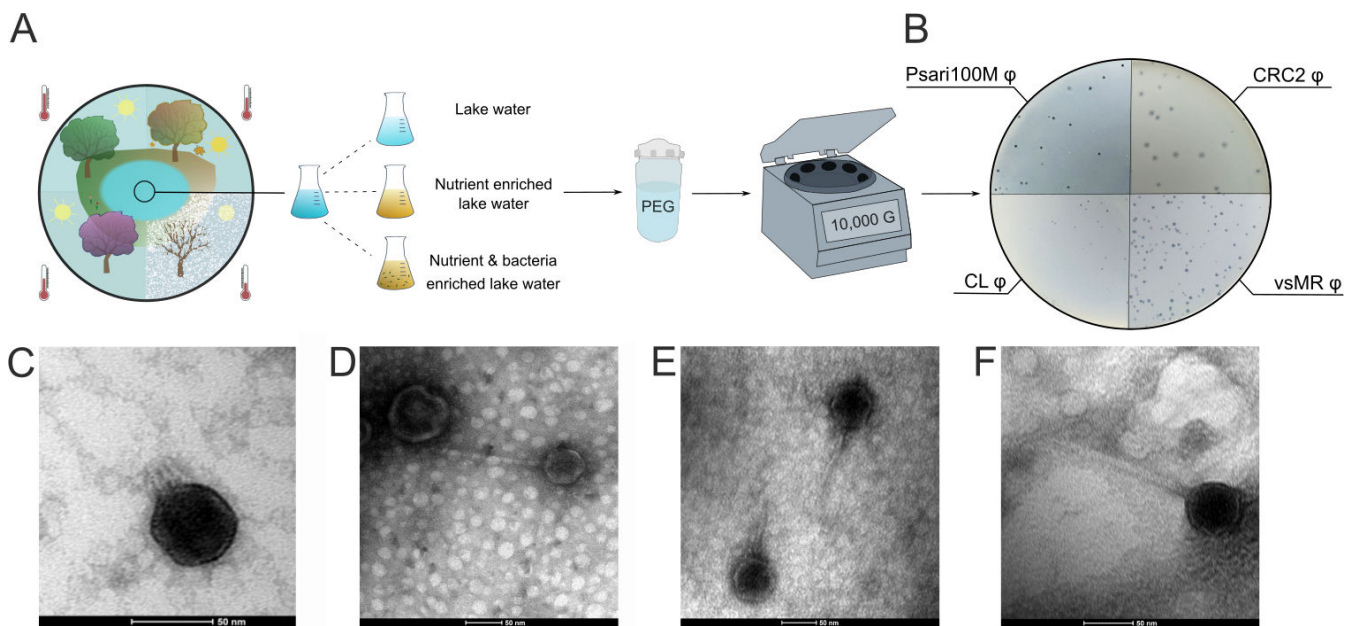 A
B
Psari100M φ
CRC2 φ
Lake water
Nutrient enriched
lake water
PEG
10,000 G
Nutrient & bacteria
enriched lake water
CL φ
vsMR φ
C
D
E
F
50 nm
50 nm
50 nm
50 nm